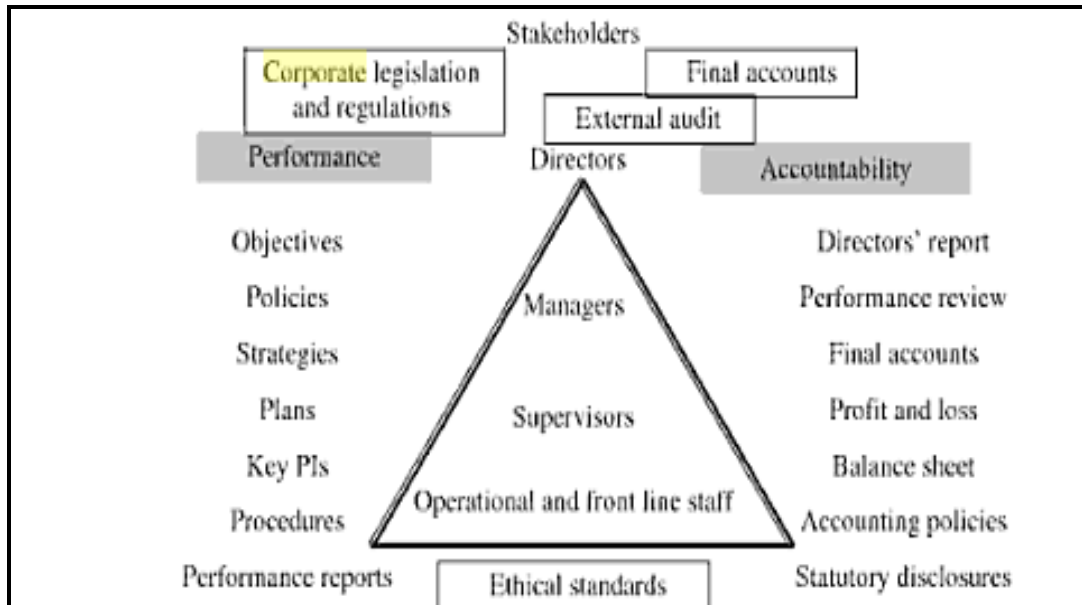 Stakeholders
Corporate legislation
and regulations
Final accounts
External audit
Performance
Directors
Accountability
Objectives
Policies
Strategies
Plans
Key PIs
Procedures
Performance reports
Managers
Supervisors
Operational and front line staff
Ethical standards
Directors' report
Performance review
Final accounts
Profit and loss
Balance sheet
Accounting policies
Statutory disclosures